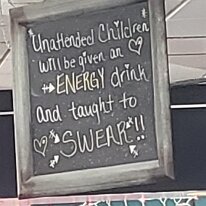 Unattended Children
will be given an
ENERGY drink
and taught to
SWEAR!!